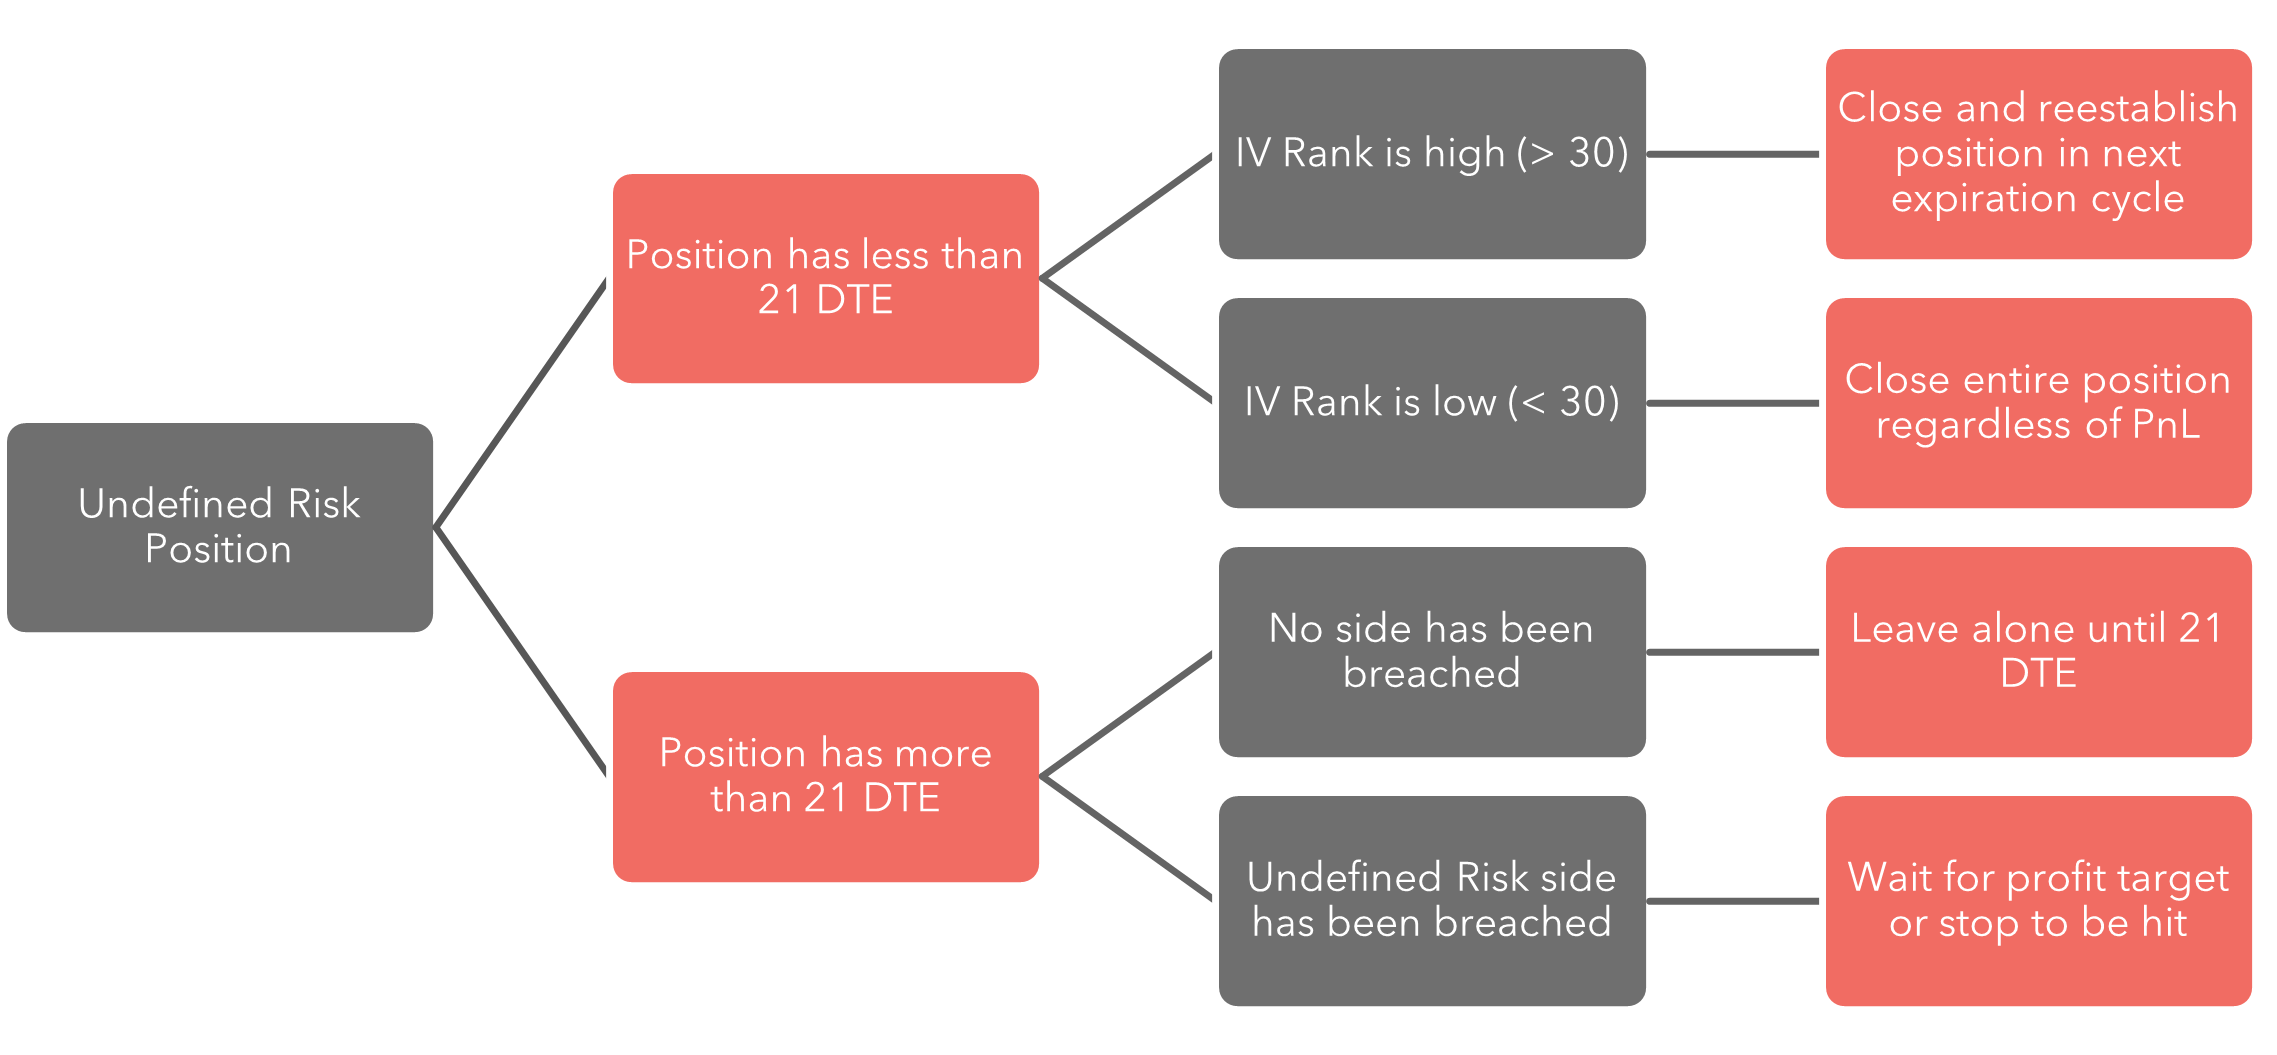 Undefined Risk
Position
Position has less than
21 DTE
IV Rank is high (> 30)
Close and reestablish
position in next
expiration cycle
IV Rank is low (< 30)
Close entire position
regardless of PnL
Position has more
than 21 DTE
No side has been
breached
Leave alone until 21
DTE
Undefined Risk side
has been breached
Wait for profit target
or stop to be hit